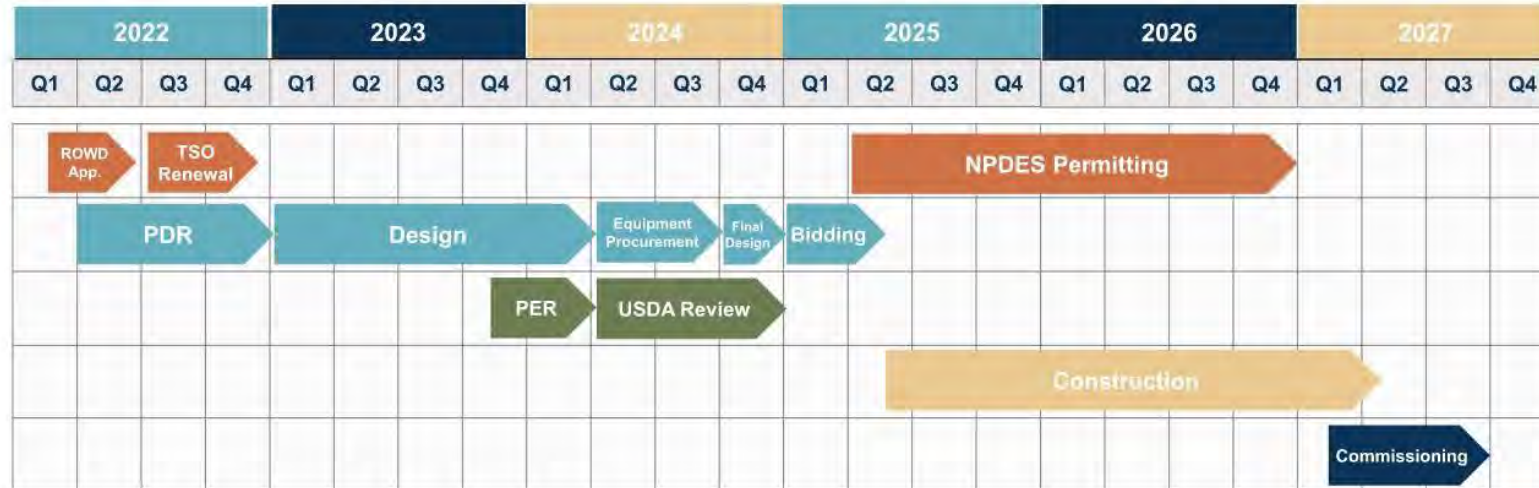 2022 2023 2024 2025 2026 2027
Q1 Q2 Q3 Q4 Q1 Q2 Q3 Q4 Q1 Q2 Q3 Q4 Q1 Q2 Q3 Q4 Q1 Q2 Q3 Q4 Q1 Q2 Q3 Q4
ROWD
App.
TSO
Renewal
NPDES Permitting
PDR
Design
Equipment
Procurement
Final
Design
Bidding
PER
USDA Review
Construction
Commissioning